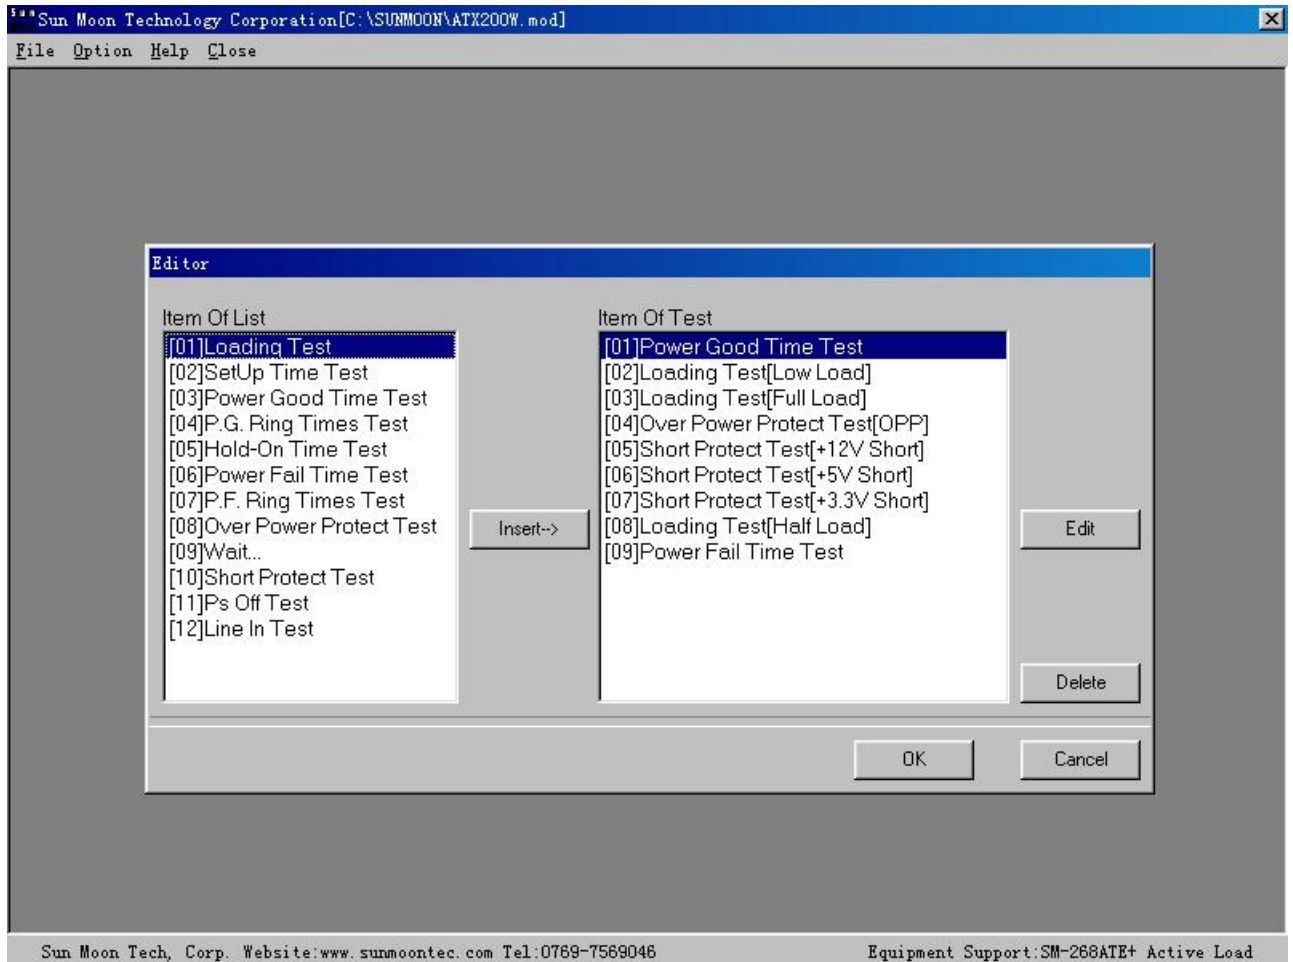 Sun Moon Technology Corporation[C:\SUNMOON\ATX200W.mod]
File Option Help Close
Editor
Item Of List
[01]Loading Test
[02]SetUp Time Test
[03]Power Good Time Test
[04]P.G. Ring Times Test
[05]Hold-On Time Test
[06]Power Fail Time Test
[07]P.F. Ring Times Test
[08]Over Power Protect Test
[09]Wait...
[10]Short Protect Test
[11]Ps Off Test
[12]Line In Test
Insert-->
Item Of Test
[01]Power Good Time Test
[02]Loading Test[Low Load]
[03]Loading Test[Full Load]
[04]Over Power Protect Test[OPP]
[05]Short Protect Test[+12V Short]
[06]Short Protect Test[+5V Short]
[07]Short Protect Test[+3.3V Short]
[08]Loading Test[Half Load]
[09]Power Fail Time Test
Edit
Delete
OK
Cancel
Sun Moon Tech, Corp. Website:www.sunmoontec.com Tel:0769-7569046
Equipment Support:SM-268ATE+ Active Load